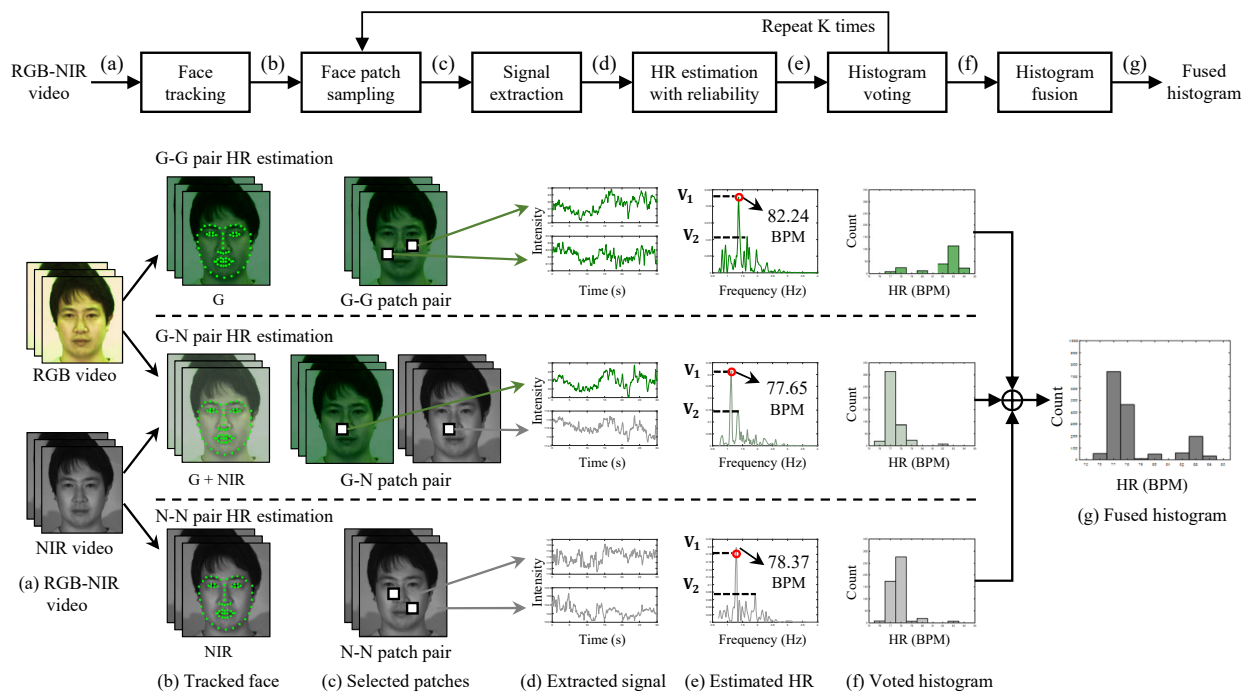 Repeat K times
RGB-NIR
video
(a)
Face
tracking
(b)
Face patch
sampling
(c)
Signal
extraction
(d)
HR estimation
with reliability
(e)
Histogram
voting
(f)
Histogram
fusion
(g)
Fused
histogram
G-G pair HR estimation
G
G-G patch pair
Intensity
Time (s)
V1
V2
82.24
BPM
Frequency (Hz)
Count
HR (BPM)
RGB video
G-N pair HR estimation
G + NIR
G-N patch pair
Intensity
Time (s)
V1
V2
77.65
BPM
Frequency (Hz)
Count
HR (BPM)
Count
HR (BPM)
(g) Fused histogram
NIR video
(a) RGB-NIR
video
N-N pair HR estimation
NIR
N-N patch pair
Intensity
Time (s)
V1
V2
78.37
BPM
Frequency (Hz)
Count
HR (BPM)
(b) Tracked face
(c) Selected patches
(d) Extracted signal
(e) Estimated HR
(f) Voted histogram